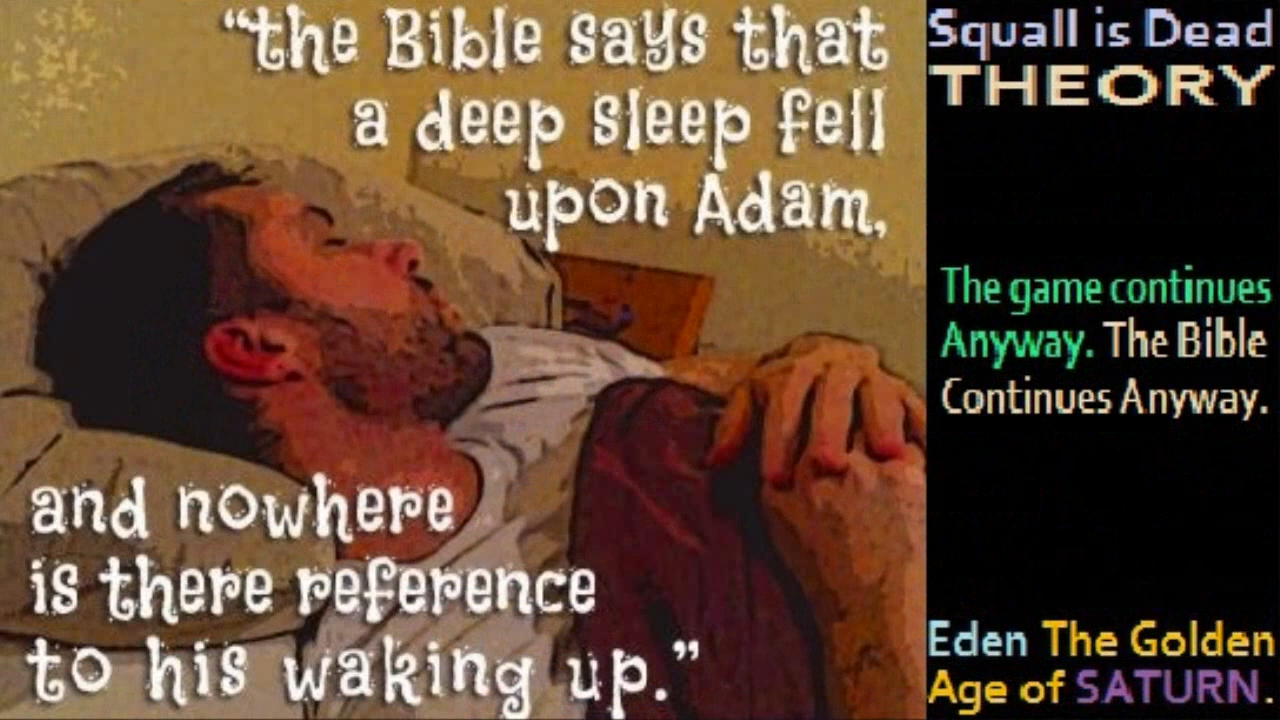 “the Bible says that
a deep sleep fell
upon Adam,
and nowhere
is there reference
to his waking up.”
Squall is Dead
THEORY
The game continues
Anyway. The Bible
Continues Anyway.
Eden The Golden
Age of SATURN.